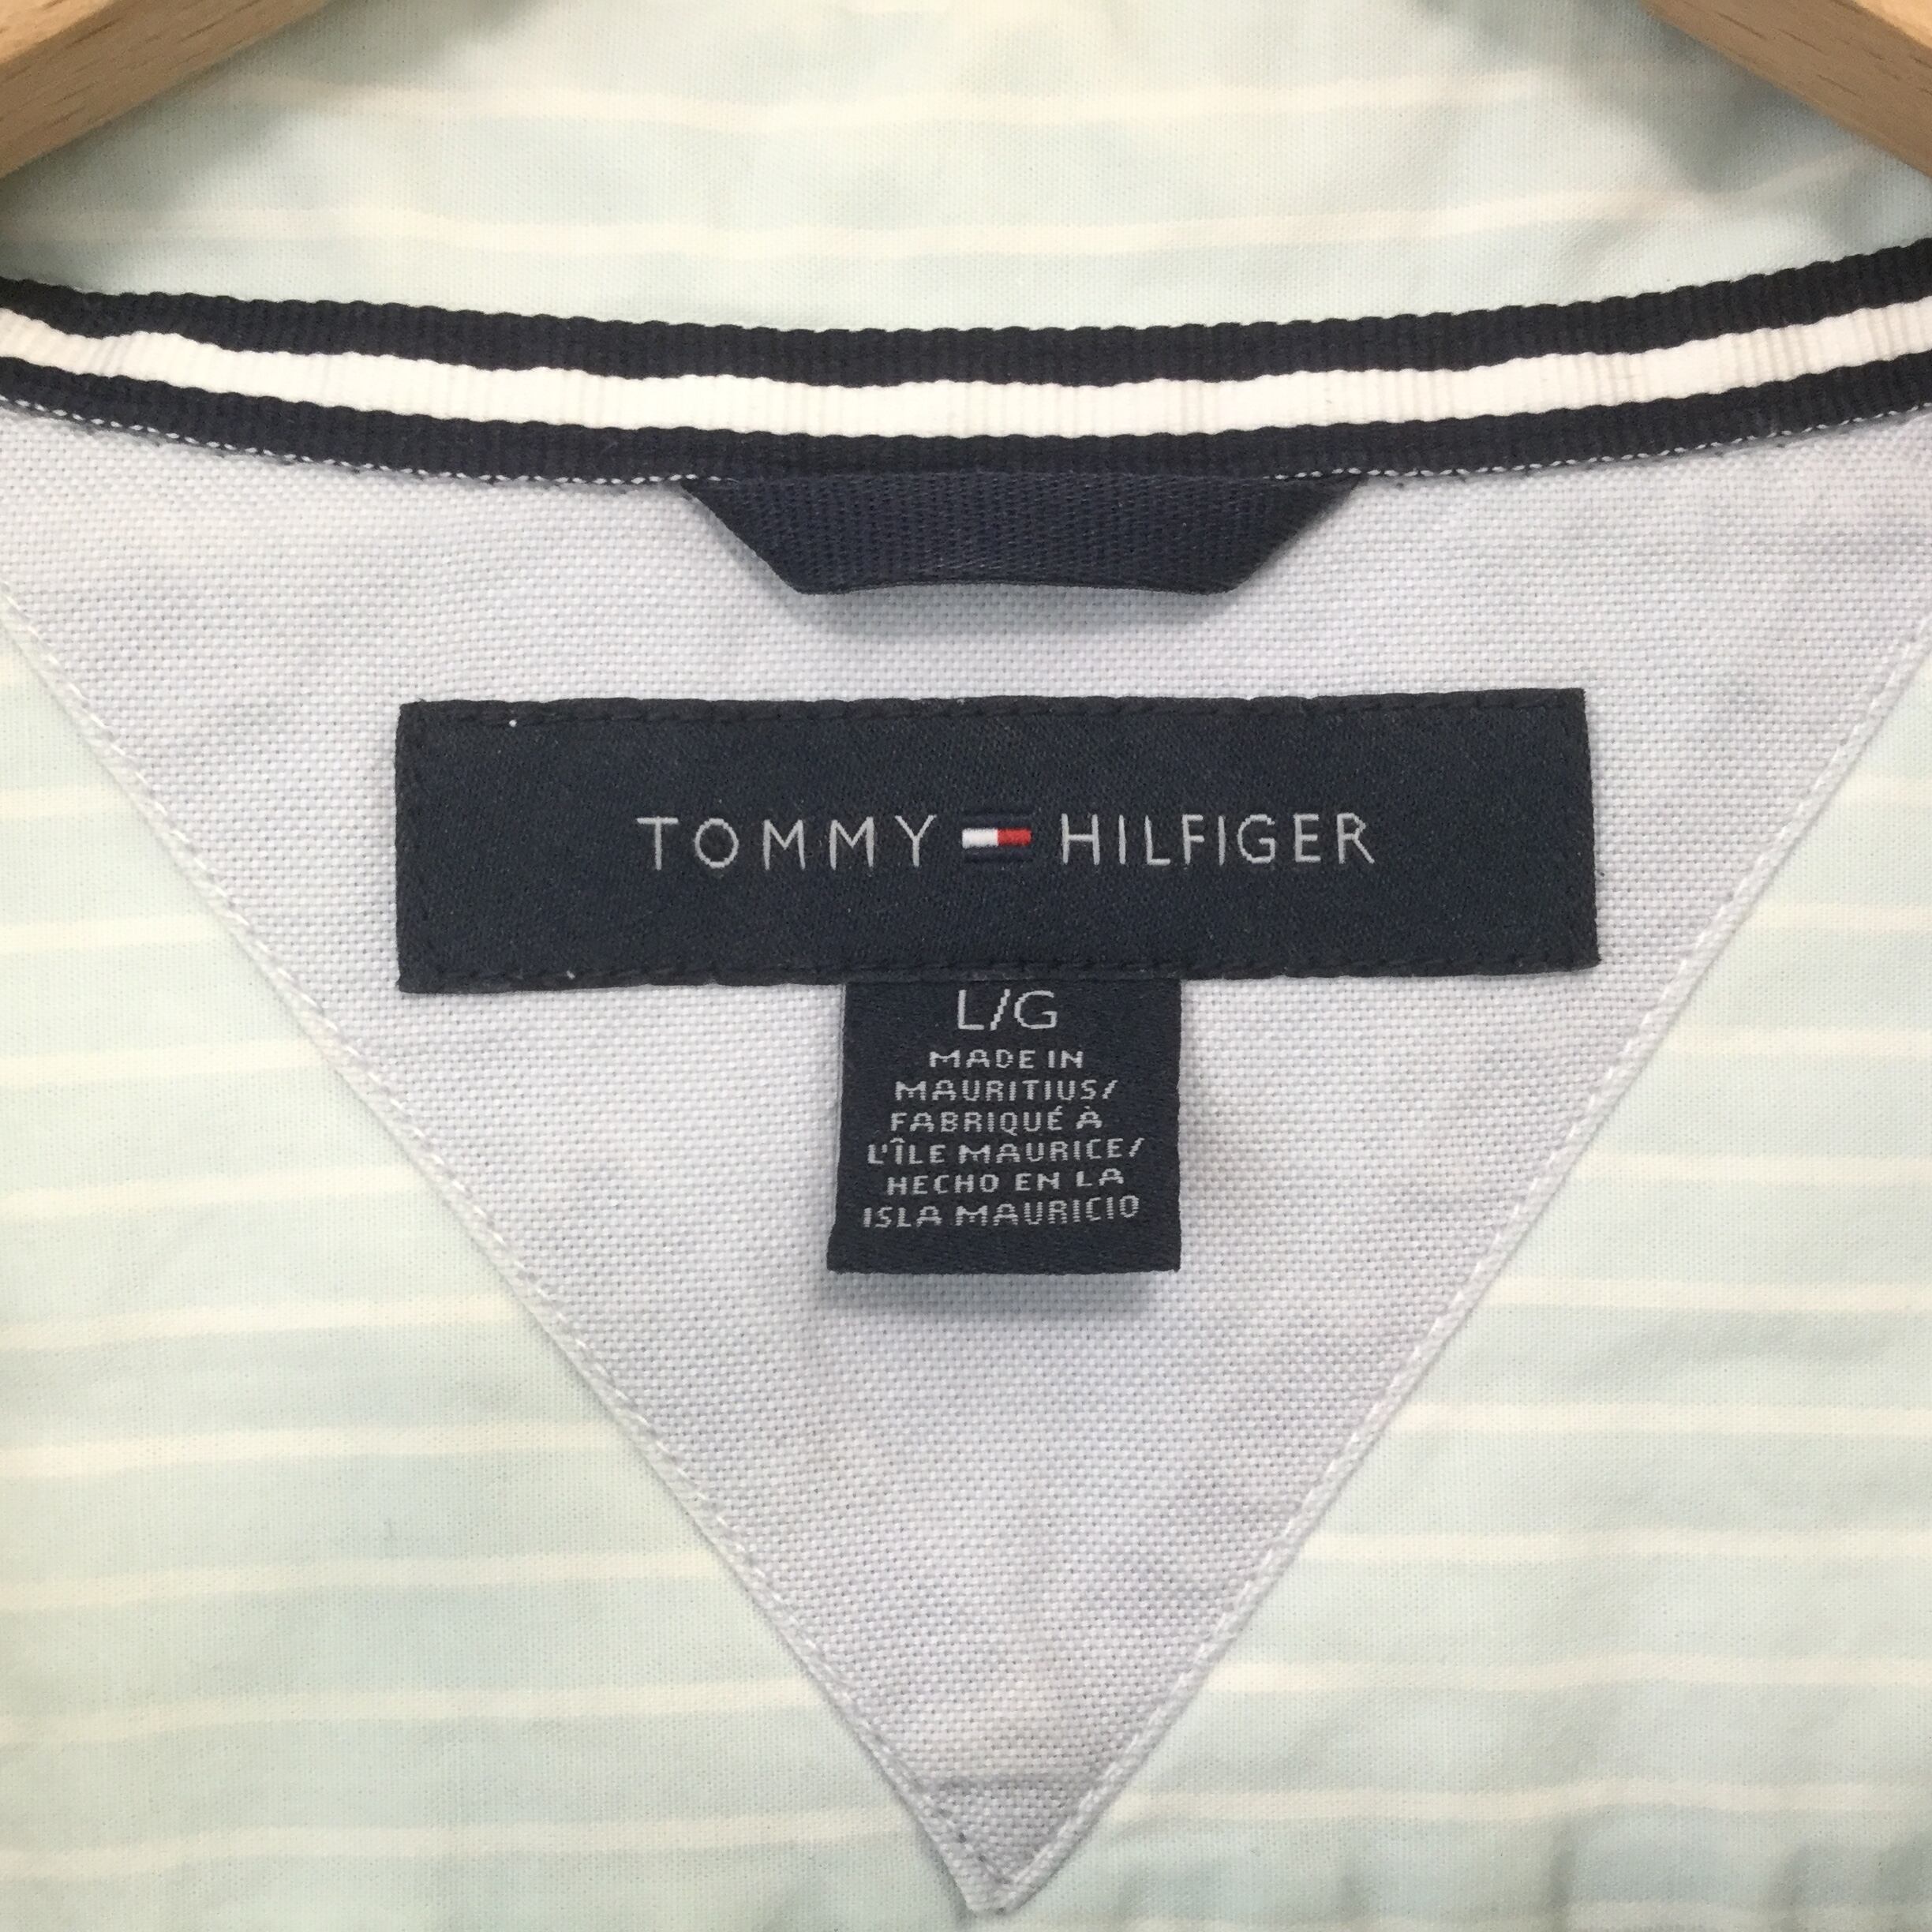 TOMMY HILFIGER
L/G
MADE IN
MAURITIUS/
FABRIQUÉ À
L'ÎLE MAURICE/
HECHO EN LA
ISLA MAURICIO